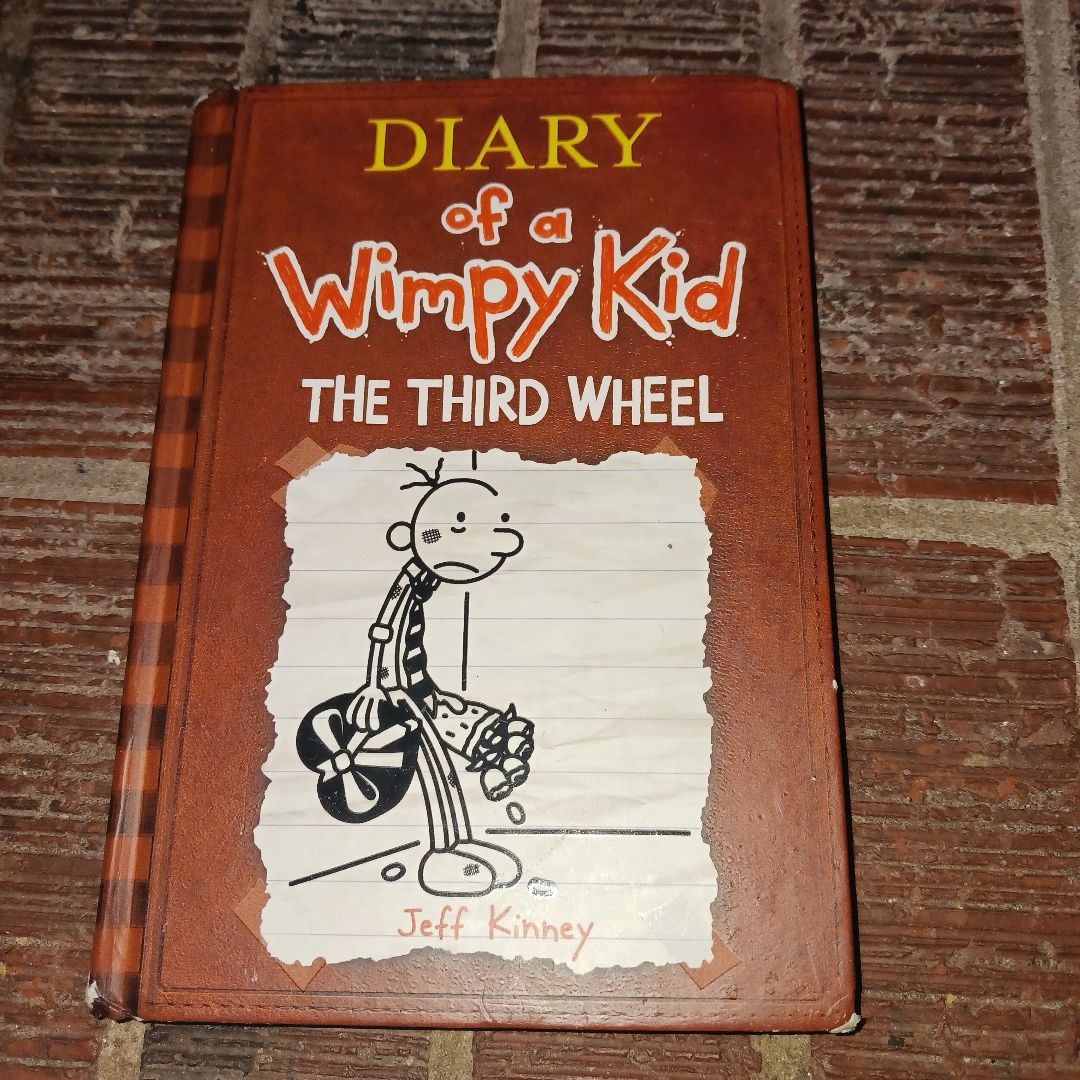 DIARY
of a
Wimpy Kid
THE THIRD WHEEL
Jeff Kinney